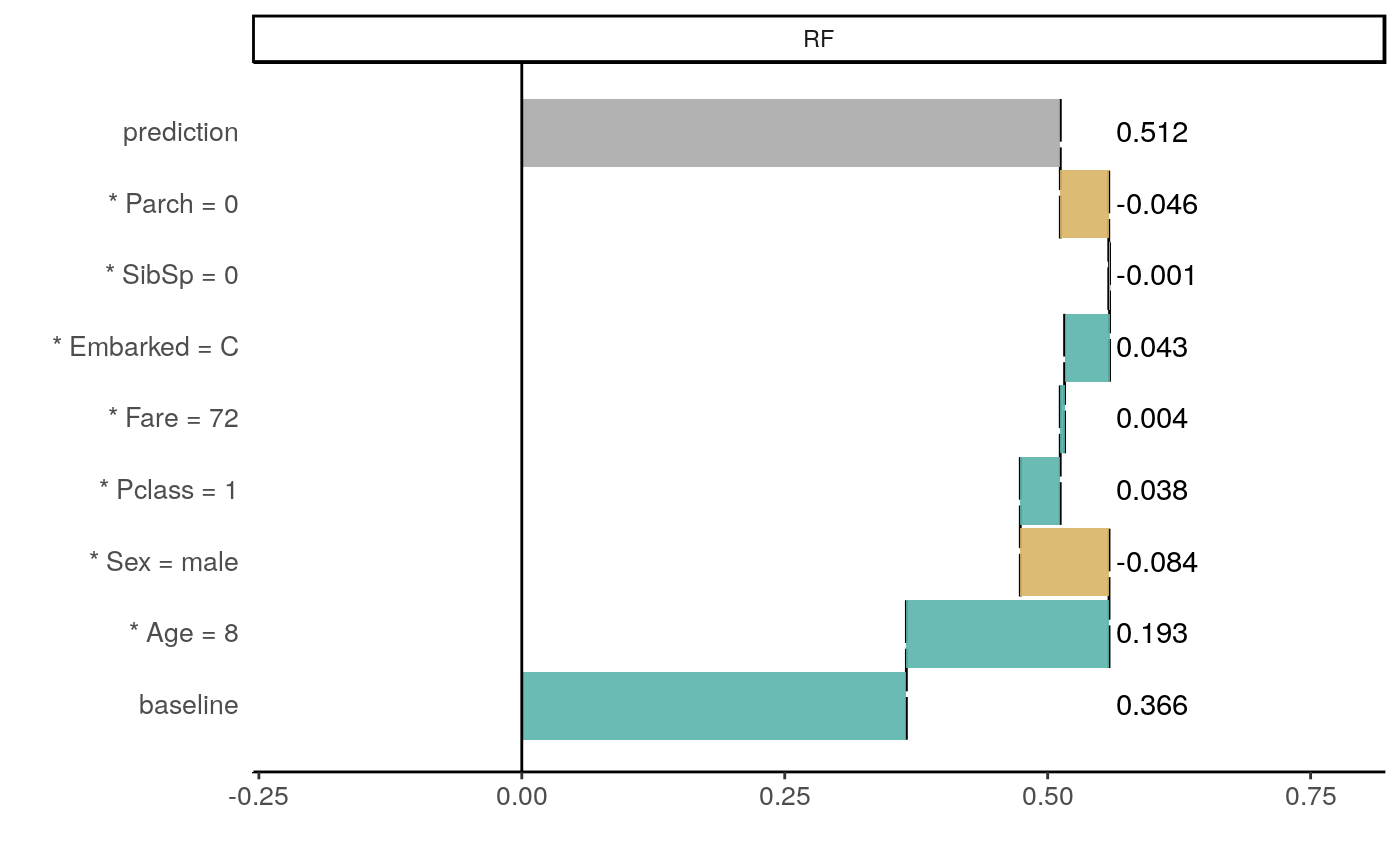 RF
prediction 0.512
* Parch = 0 -0.046
* SibSp = 0 -0.001
* Embarked = C 0.043
* Fare = 72 0.004
* Pclass = 1 0.038
* Sex = male -0.084
* Age = 8 0.193
baseline 0.366
-0.25 0.00 0.25 0.50 0.75